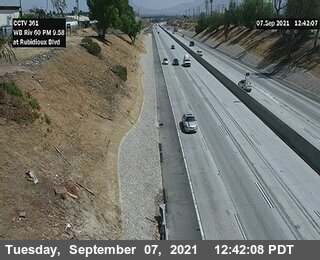 CCTV 361
WB Riv 60 PM 9.58
at Rubidioux Blvd
07.Sep 2021 12:42:07
Tuesday, September 07, 2021 12:42:08 PDT